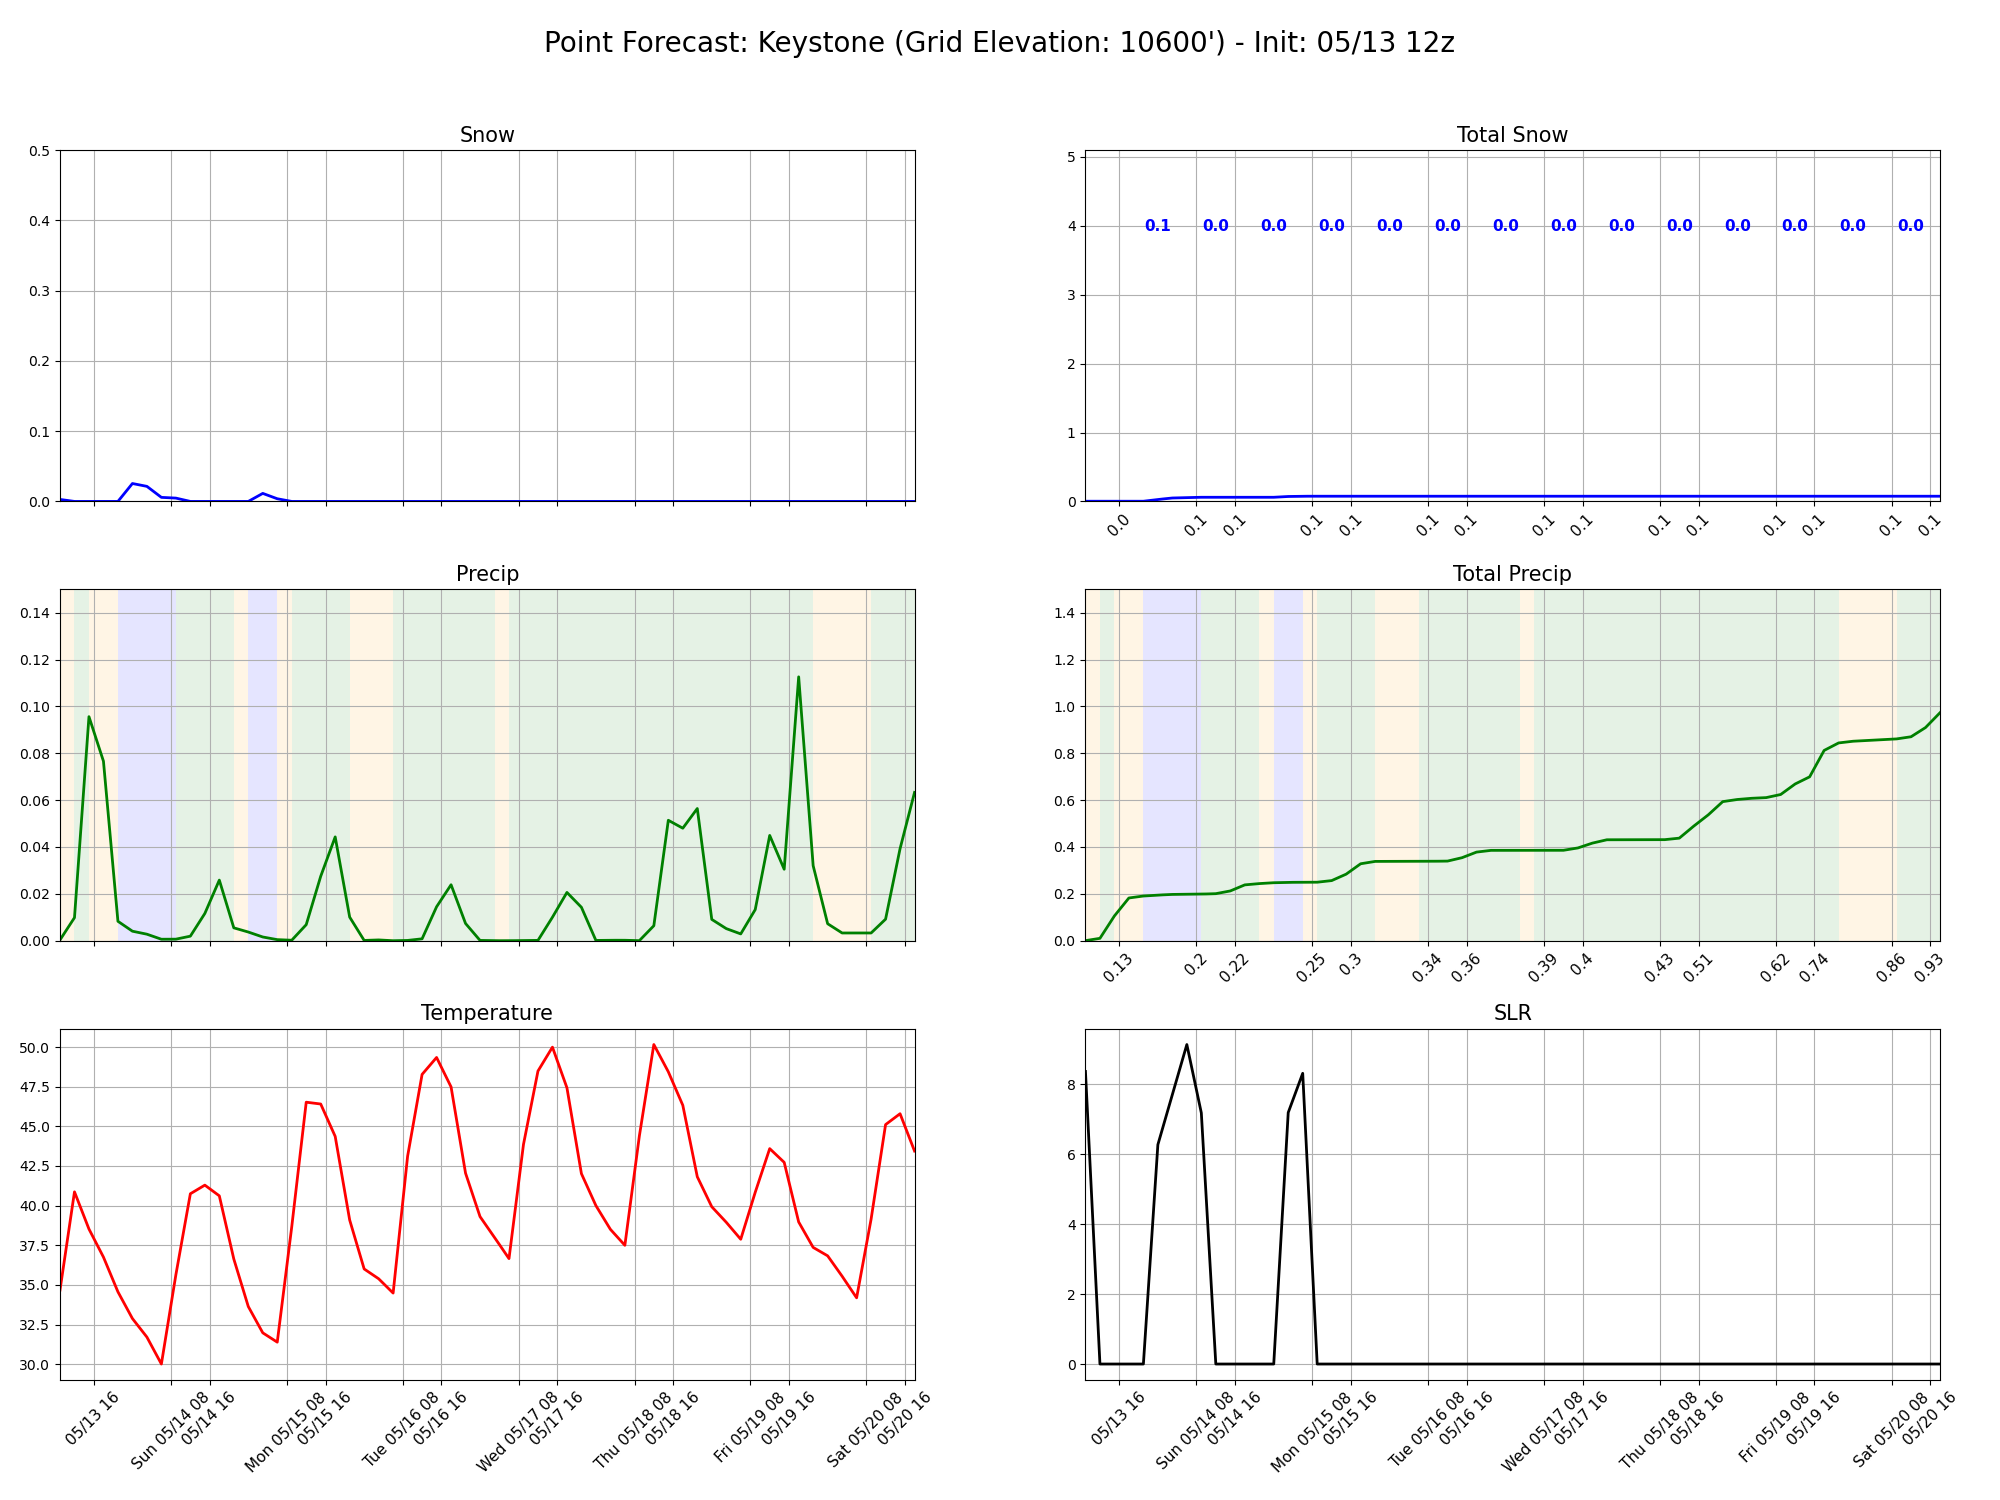 Point Forecast: Keystone (Grid Elevation: 10600') - Init: 05/13 12z
Snow
0.5
0.4
0.3
0.2
0.1
0.0
Total Snow
5
4
3
2
1
0
0.1 0.0 0.0 0.0 0.0 0.0 0.0 0.0 0.0 0.0 0.0 0.0 0.0 0.0
0.0 0.1 0.1 0.1 0.1 0.1 0.1 0.1 0.1 0.1 0.1 0.1 0.1 0.1 0.1
Precip
0.14
0.12
0.10
0.08
0.06
0.04
0.02
0.00
Total Precip
1.4
1.2
1.0
0.8
0.6
0.4
0.2
0.0
0.13 0.2 0.22 0.25 0.3 0.34 0.36 0.39 0.4 0.43 0.51 0.62 0.74 0.86 0.93
Temperature
50.0
47.5
45.0
42.5
40.0
37.5
35.0
32.5
30.0
05/13 16
Sun 05/14 08
05/14 16
Mon 05/15 08
05/15 16
Tue 05/16 08
05/16 16
Wed 05/17 08
05/17 16
Thu 05/18 08
05/18 16
Fri 05/19 08
05/19 16
Sat 05/20 08
05/20 16
SLR
8
6
4
2
0
05/13 16
Sun 05/14 08
05/14 16
Mon 05/15 08
05/15 16
Tue 05/16 08
05/16 16
Wed 05/17 08
05/17 16
Thu 05/18 08
05/18 16
Fri 05/19 08
05/19 16
Sat 05/20 08
05/20 16